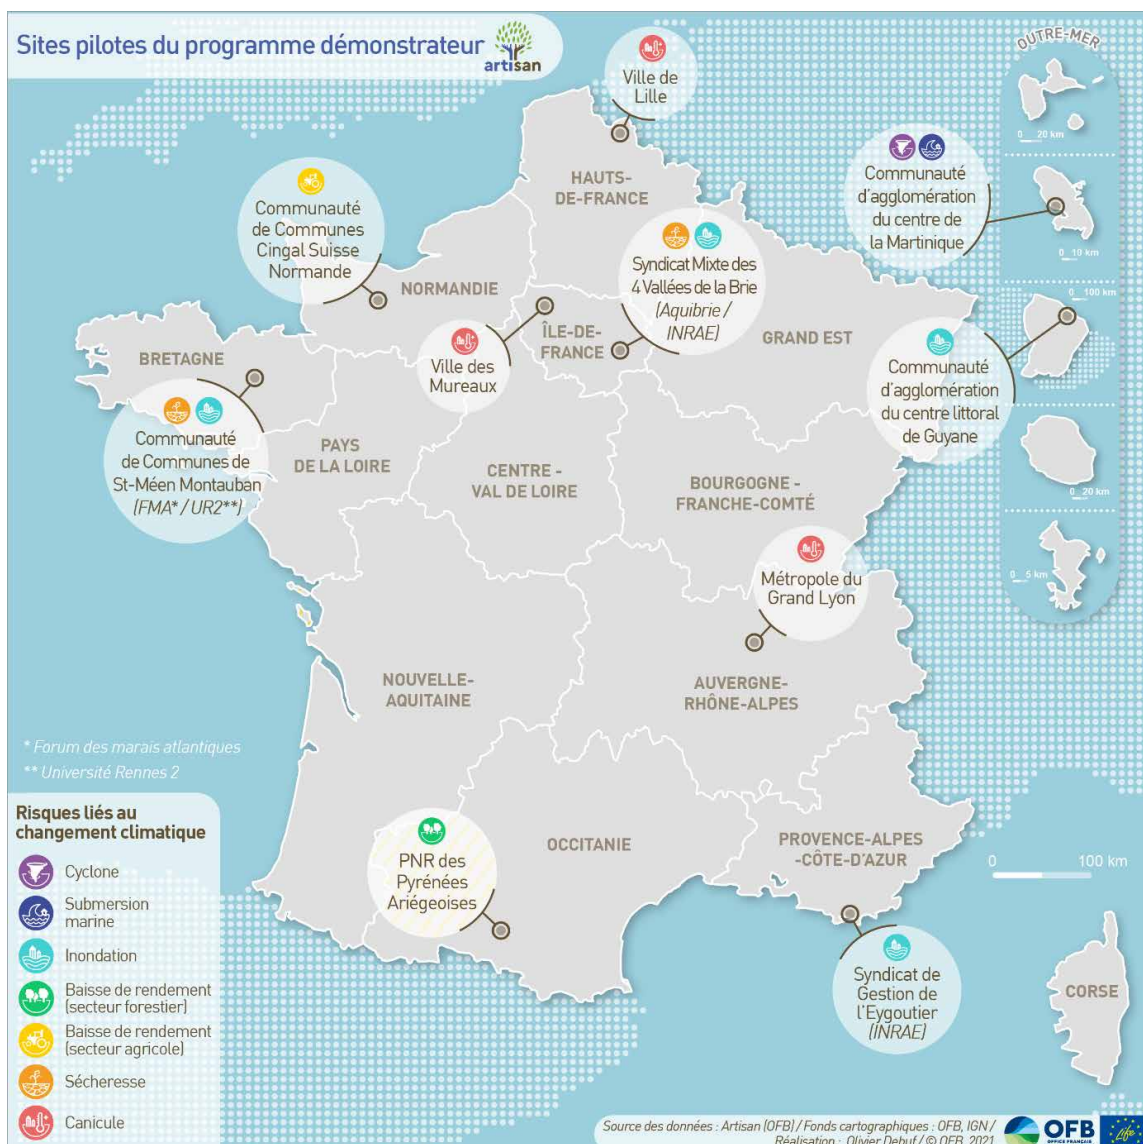 Sites pilotes du programme démonstrateur
artisan
OUTRE-MER
Ville de
Lille
0 20 km
HAUTS-
DE-FRANCE
Communauté
d'agglomération
du centre de
la Martinique
0 10 km
Communauté
de Communes
Cingal Suisse
Normande
Syndicat Mixte des
4 Vallées de la Brie
(Aquibrie /
INRAE)
NORMANDIE
0 100 km
ÎLE-DE-
FRANCE
GRAND EST
BRETAGNE
Ville des
Mureaux
Communauté
d'agglomération
du centre littoral
de Guyane
Communauté
de Communes de
St-Méen Montauban
(FMA* / UR2**)
PAYS
DE LA LOIRE
CENTRE -
VAL DE LOIRE
BOURGOGNE -
FRANCHE-COMTÉ
0 20 km
0 5 km
Métropole du
Grand Lyon
NOUVELLE-
AQUITAINE
AUVERGNE-
RHÔNE-ALPES
* Forum des marais atlantiques
** Université Rennes 2
Risques liés au
changement climatique
Cyclone
Submersion
marine
Inondation
Baisse de rendement
(secteur forestier)
Baisse de rendement
(secteur agricole)
Sécheresse
Canicule
PNR des
Pyrénées
Ariégeoises
OCCITANIE
PROVENCE-ALPES
-CÔTE-D'AZUR
0 100 km
Syndicat de
Gestion de
l'Eygoutier
(INRAE)
CORSE
Source des données : Artisan (OFB) / Fonds cartographiques : OFB, IGN /
Réalisation : Olivier Debuf / © OFB, 2021
OFB
OFFICE FRANÇAIS
Life